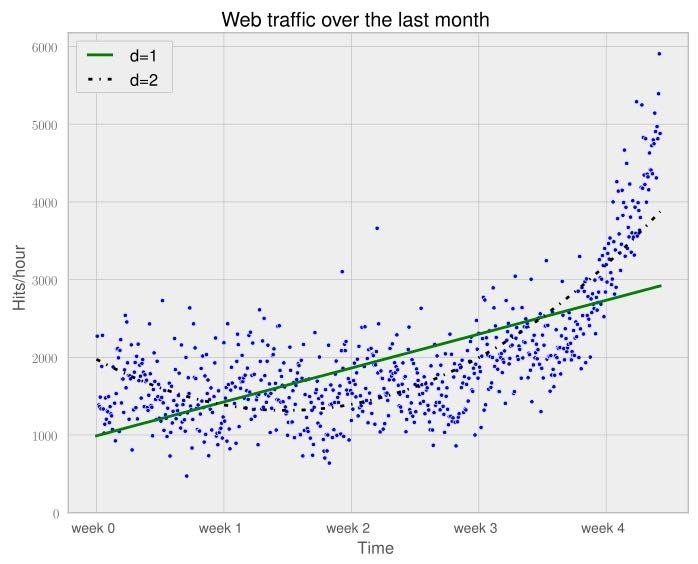 Web traffic over the last month
6000
5000
4000
3000
2000
1000
0
Hits/hour
d=1
d=2
week 0 week 1 week 2 week 3 week 4
Time